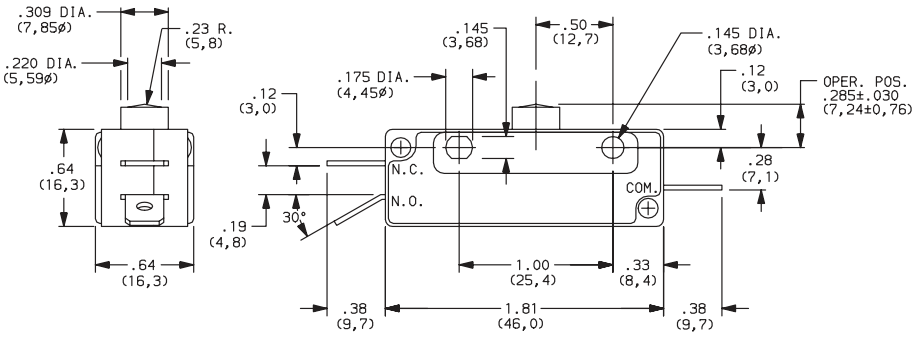 .309 DIA.
(7,85ø)
.23 R.
(5,8)
.220 DIA.
(5,59ø)
.64
(16,3)
.64
(16,3)
.145
(3,68)
.50
(12,7)
.145 DIA.
(3,68ø)
.175 DIA.
(4,45ø)
.12
(3,0)
.12
(3,0)
OPER. POS.
.285±.030
(7,24±0,76)
.28
(7,1)
N.C.
N.O.
COM.
.19
(4,8)
30°
1.00
(25,4)
.33
(8,4)
.38
(9,7)
1.81
(46,0)
.38
(9,7)